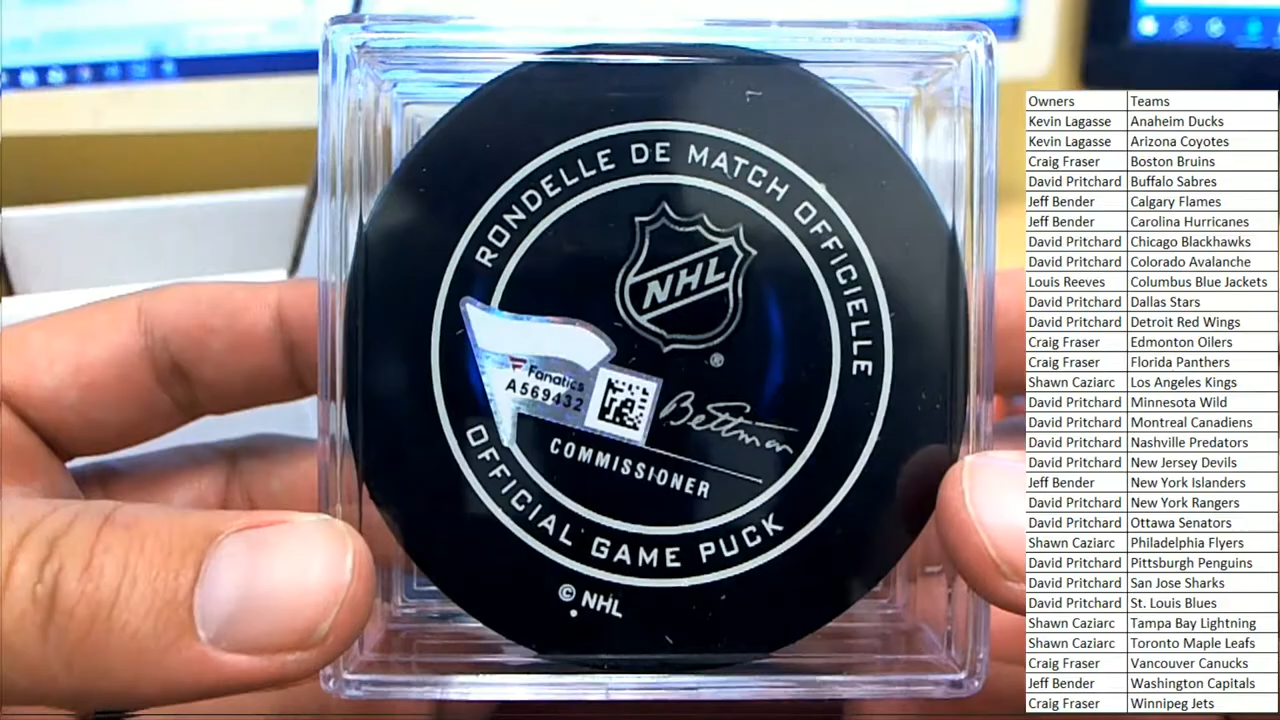 RONDELLE DE MATCH OFFICIELLE
NHL
®
Fanatics
A569432
Bettman
COMMISSIONER
OFFICIAL GAME PUCK
© NHL
Owners Teams
Kevin Lagasse Anaheim Ducks
Kevin Lagasse Arizona Coyotes
Craig Fraser Boston Bruins
David Pritchard Buffalo Sabres
Jeff Bender Calgary Flames
Jeff Bender Carolina Hurricanes
David Pritchard Chicago Blackhawks
David Pritchard Colorado Avalanche
Louis Reeves Columbus Blue Jackets
David Pritchard Dallas Stars
David Pritchard Detroit Red Wings
Craig Fraser Edmonton Oilers
Craig Fraser Florida Panthers
Shawn Caziarc Los Angeles Kings
David Pritchard Minnesota Wild
David Pritchard Montreal Canadiens
David Pritchard Nashville Predators
David Pritchard New Jersey Devils
Jeff Bender New York Islanders
David Pritchard New York Rangers
David Pritchard Ottawa Senators
Shawn Caziarc Philadelphia Flyers
David Pritchard Pittsburgh Penguins
David Pritchard San Jose Sharks
David Pritchard St. Louis Blues
Shawn Caziarc Tampa Bay Lightning
Shawn Caziarc Toronto Maple Leafs
Craig Fraser Vancouver Canucks
Jeff Bender Washington Capitals
Craig Fraser Winnipeg Jets